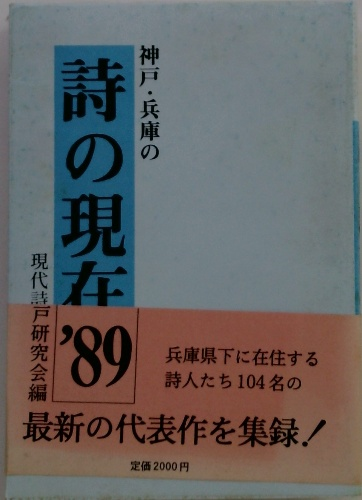 神戸・兵庫の
詩の現在
'89
現代詩神戸研究会編
兵庫県下に在住する
詩人たち104名の
最新の代表作を集録!
定価2000円